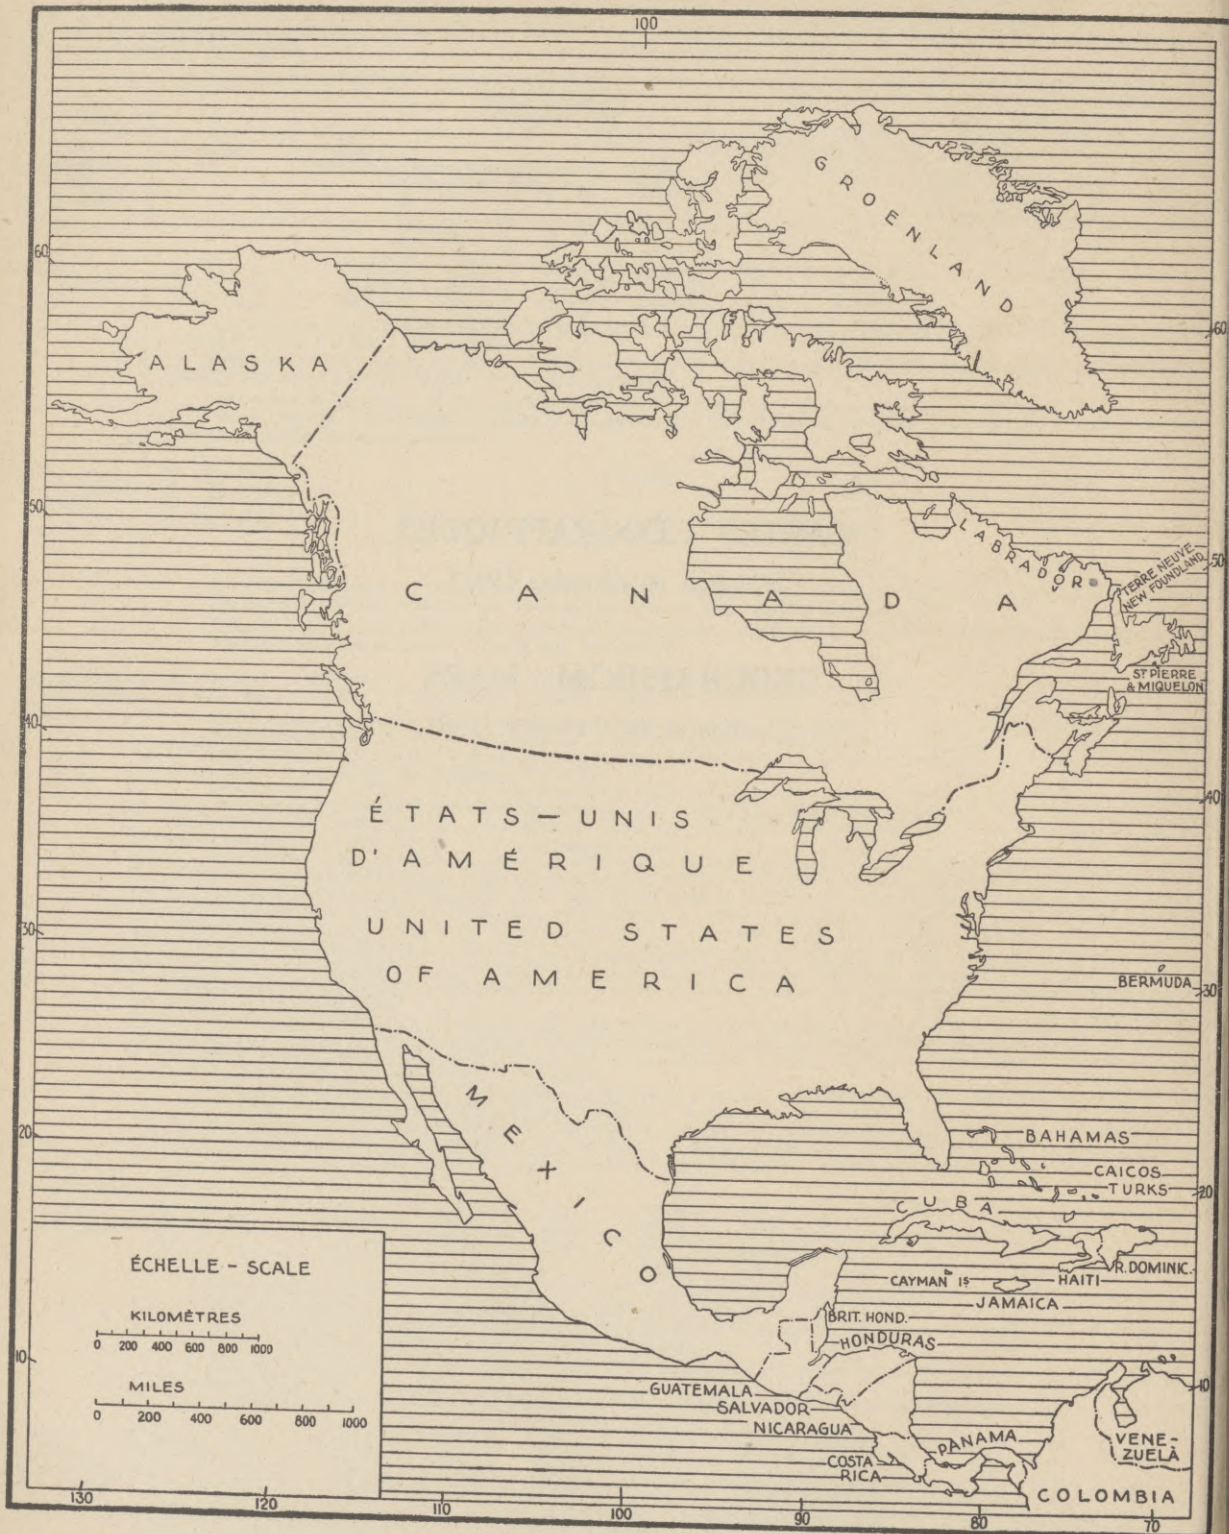 100
GROENLAND
60
60
ALASKA
50
LABRADOR
50
TERRE NEUVE
NEW FOUNDLAND
CANADA
ST PIERRE
& MIQUELON
40
40
ÉTATS-UNIS
D'AMÉRIQUE
UNITED STATES
OF AMERICA
30
BERMUDA
30
MEXICO
20
BAHAMAS
CAICOS
TURKS
20
CUBA
R. DOMINIC.
HAITI
CAYMAN IS
JAMAICA
BRIT. HOND.
HONDURAS
10
10
GUATEMALA
SALVADOR
NICARAGUA
PANAMA
COSTA
RICA
VENE-
ZUELA
COLOMBIA
ÉCHELLE - SCALE
KILOMÈTRES
0 200 400 600 800 1000
MILES
0 200 400 600 800 1000
130 120 110 100 90 80 70